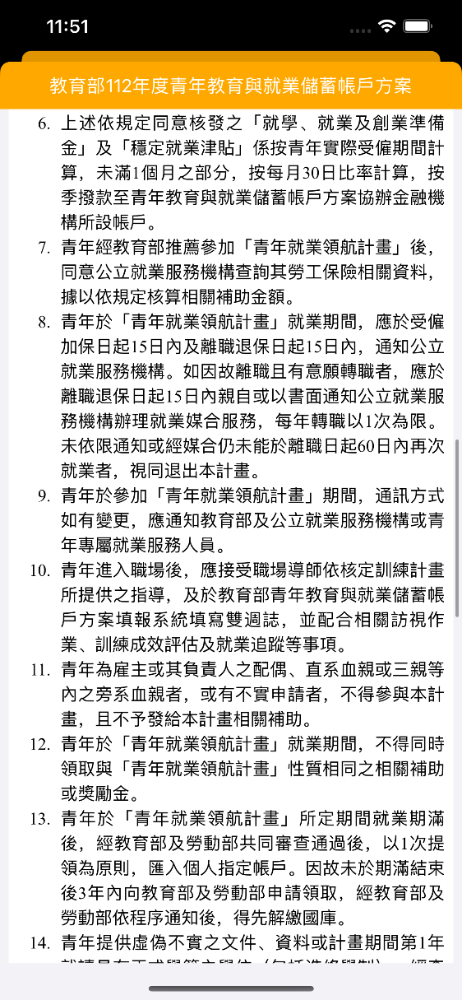 11:51
教育部112年度青年教育與就業儲蓄帳戶方案
6. 上述依規定同意核發之「就學、就業及創業準備
金」及「穩定就業津貼」係按青年實際受僱期間計
算，未滿1個月之部分，按每月30日比率計算，按
季撥款至青年教育與就業儲蓄帳戶方案協辦金融機
構所設帳戶。
7. 青年經教育部推薦參加「青年就業領航計畫」後，
同意公立就業服務機構查詢其勞工保險相關資料，
據以依規定核算相關補助金額。
8. 青年於「青年就業領航計畫」就業期間，應於受僱
加保日起15日內及離職退保日起15日內，通知公立
就業服務機構。如因故離職且有意願轉職者，應於
離職退保日起15日內親自或以書面通知公立就業服
務機構辦理就業媒合服務，每年轉職以1次為限。
未依限通知或經媒合仍未能於離職日起60日內再次
就業者，視同退出本計畫。
9. 青年於參加「青年就業領航計畫」期間，通訊方式
如有變更，應通知教育部及公立就業服務機構或青
年專屬就業服務人員。
10. 青年進入職場後，應接受職場導師依核定訓練計畫
所提供之指導，及於教育部青年教育與就業儲蓄帳
戶方案填報系統填寫雙週誌，並配合相關訪視作
業、訓練成效評估及就業追蹤等事項。
11. 青年為雇主或其負責人之配偶、直系血親或三親等
內之旁系血親者，或有不實申請者，不得參與本計
畫，且不予發給本計畫相關補助。
12. 青年於「青年就業領航計畫」就業期間，不得同時
領取與「青年就業領航計畫」性質相同之相關補助
或獎勵金。
13. 青年於「青年就業領航計畫」所定期間就業期滿
後，經教育部及勞動部共同審查通過後，以1次提
領為原則，匯入個人指定帳戶。因故未於期滿結束
後3年內向教育部及勞動部申請領取，經教育部及
勞動部依程序通知後，得先解繳國庫。
14. 青年提供虛偽不實之文件、資料或計畫期間第1年